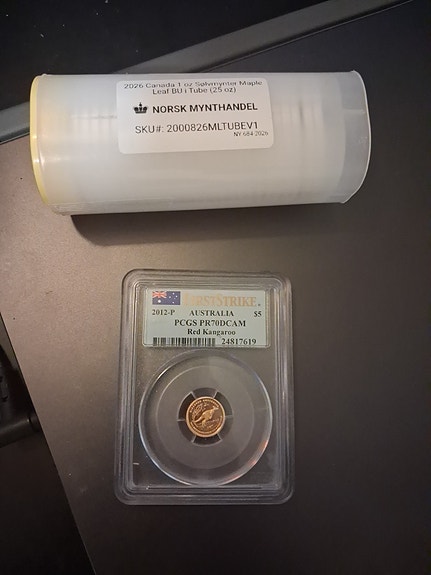 2026 Canada 1 oz Sølvmynter Maple
Leaf BU i Tube (25 oz)
NORSK MYNTHANDEL
SKU#: 2000826MLTUBEV1
NY-684-2026
FIRSTSTRIKE
2012-P AUSTRALIA $5
PCGS PR70DCAM
Red Kangaroo
24817619